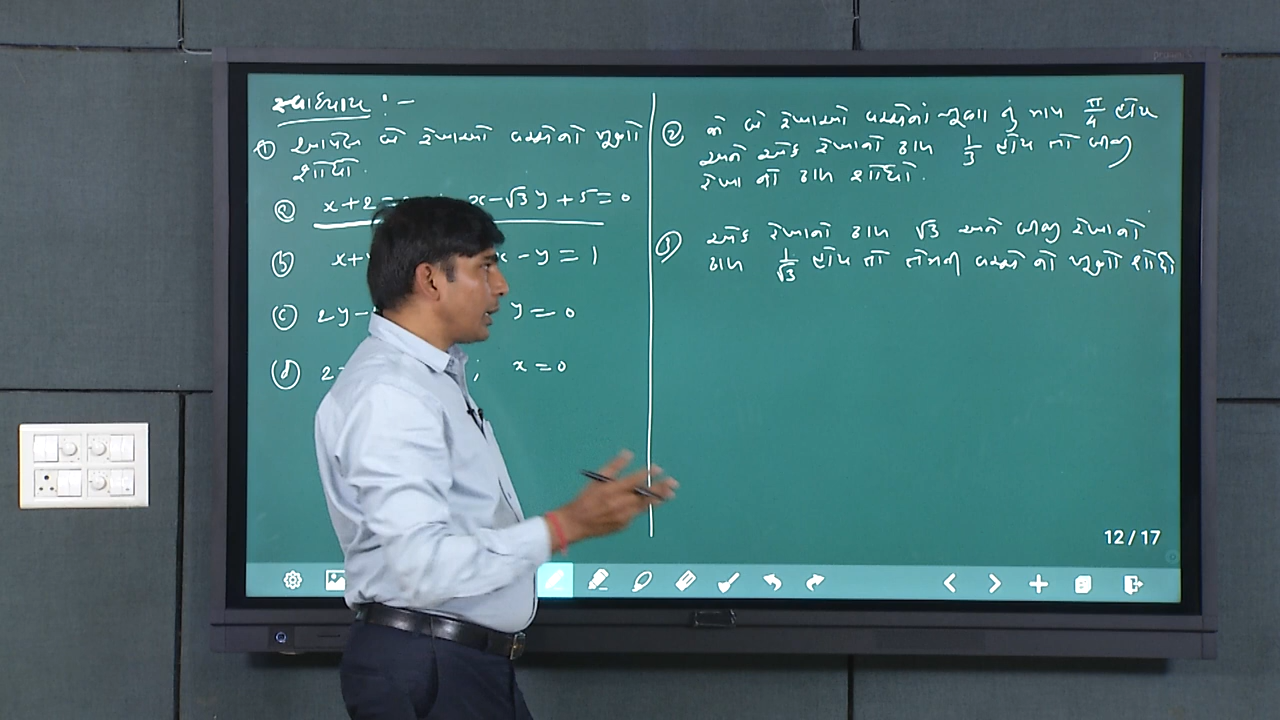 સ્વાધ્યાય :-
① આપેલ બે રેખાઓ વચ્ચેનો ખૂણો
શોધો.
ⓐ x + 2 = x - √3 y + 5 = 0
ⓑ x + x - y = 1
ⓒ 2y - y = 0
ⓓ 2 ; x = 0
② જો બે રેખાઓ વચ્ચેનાં ખૂણા નું માપ π/4 હોય
અને એક રેખાનો ઢાળ 1/3 હોય તો બીજી
રેખા નો ઢાળ શોધો.
③ એક રેખાનો ઢાળ √3 અને બીજી રેખાનો
ઢાળ 1/√3 હોય તો તેમની વચ્ચે નો ખૂણો શોધો
12 / 17